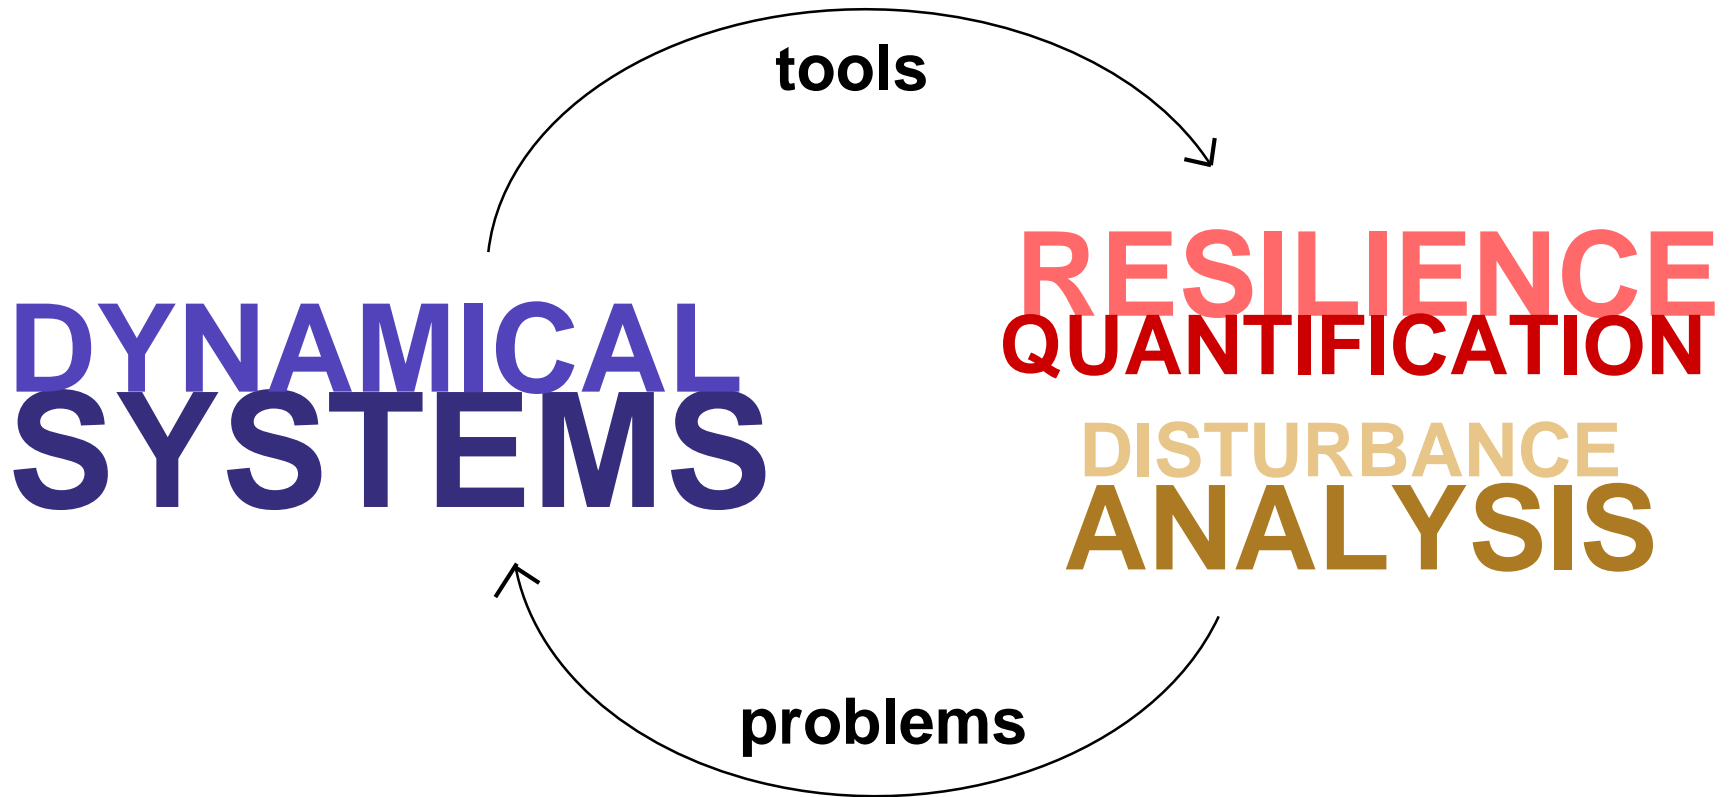 tools
DYNAMICAL
SYSTEMS
RESILIENCE
QUANTIFICATION
DISTURBANCE
ANALYSIS
problems